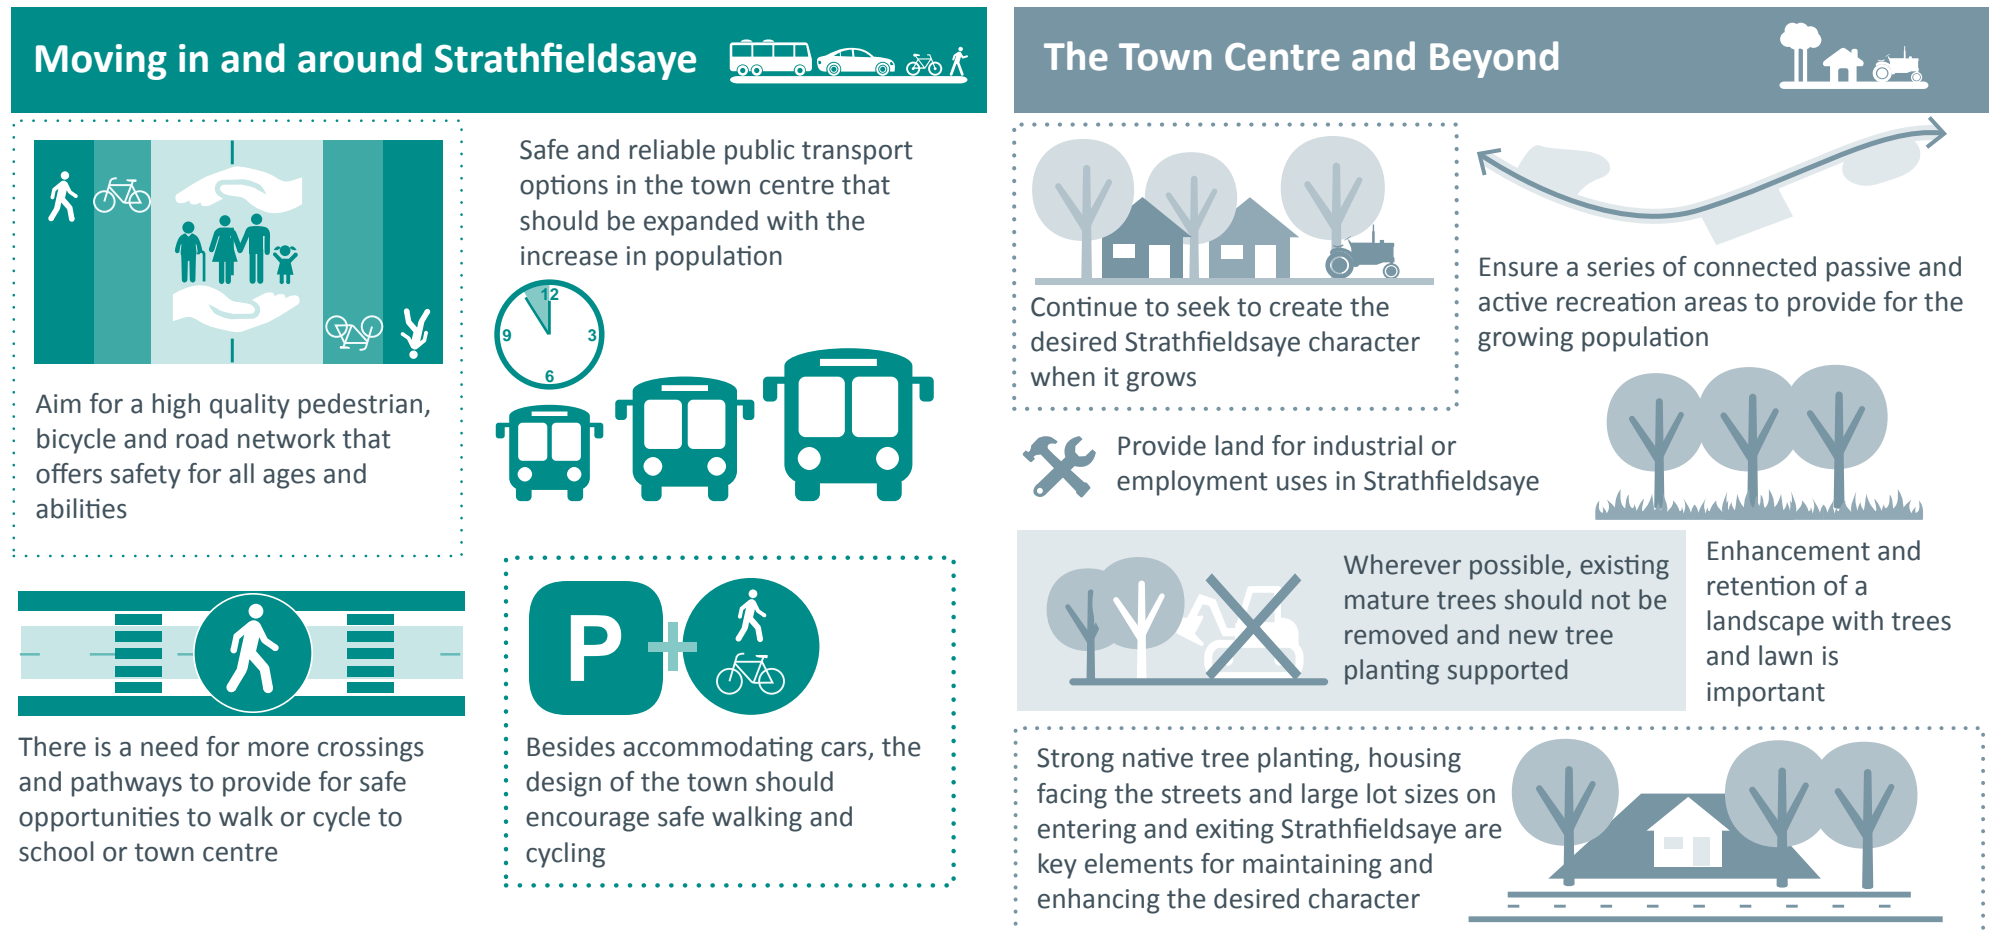 Moving in and around Strathfieldsaye
Aim for a high quality pedestrian,
bicycle and road network that
offers safety for all ages and
abilities
Safe and reliable public transport
options in the town centre that
should be expanded with the
increase in population
12
9
3
6
There is a need for more crossings
and pathways to provide for safe
opportunities to walk or cycle to
school or town centre
P
Besides accommodating cars, the
design of the town should
encourage safe walking and
cycling
The Town Centre and Beyond
Continue to seek to create the
desired Strathfieldsaye character
when it grows
Ensure a series of connected passive and
active recreation areas to provide for the
growing population
Provide land for industrial or
employment uses in Strathfieldsaye
Wherever possible, existing
mature trees should not be
removed and new tree
planting supported
Enhancement and
retention of a
landscape with trees
and lawn is
important
Strong native tree planting, housing
facing the streets and large lot sizes on
entering and exiting Strathfieldsaye are
key elements for maintaining and
enhancing the desired character